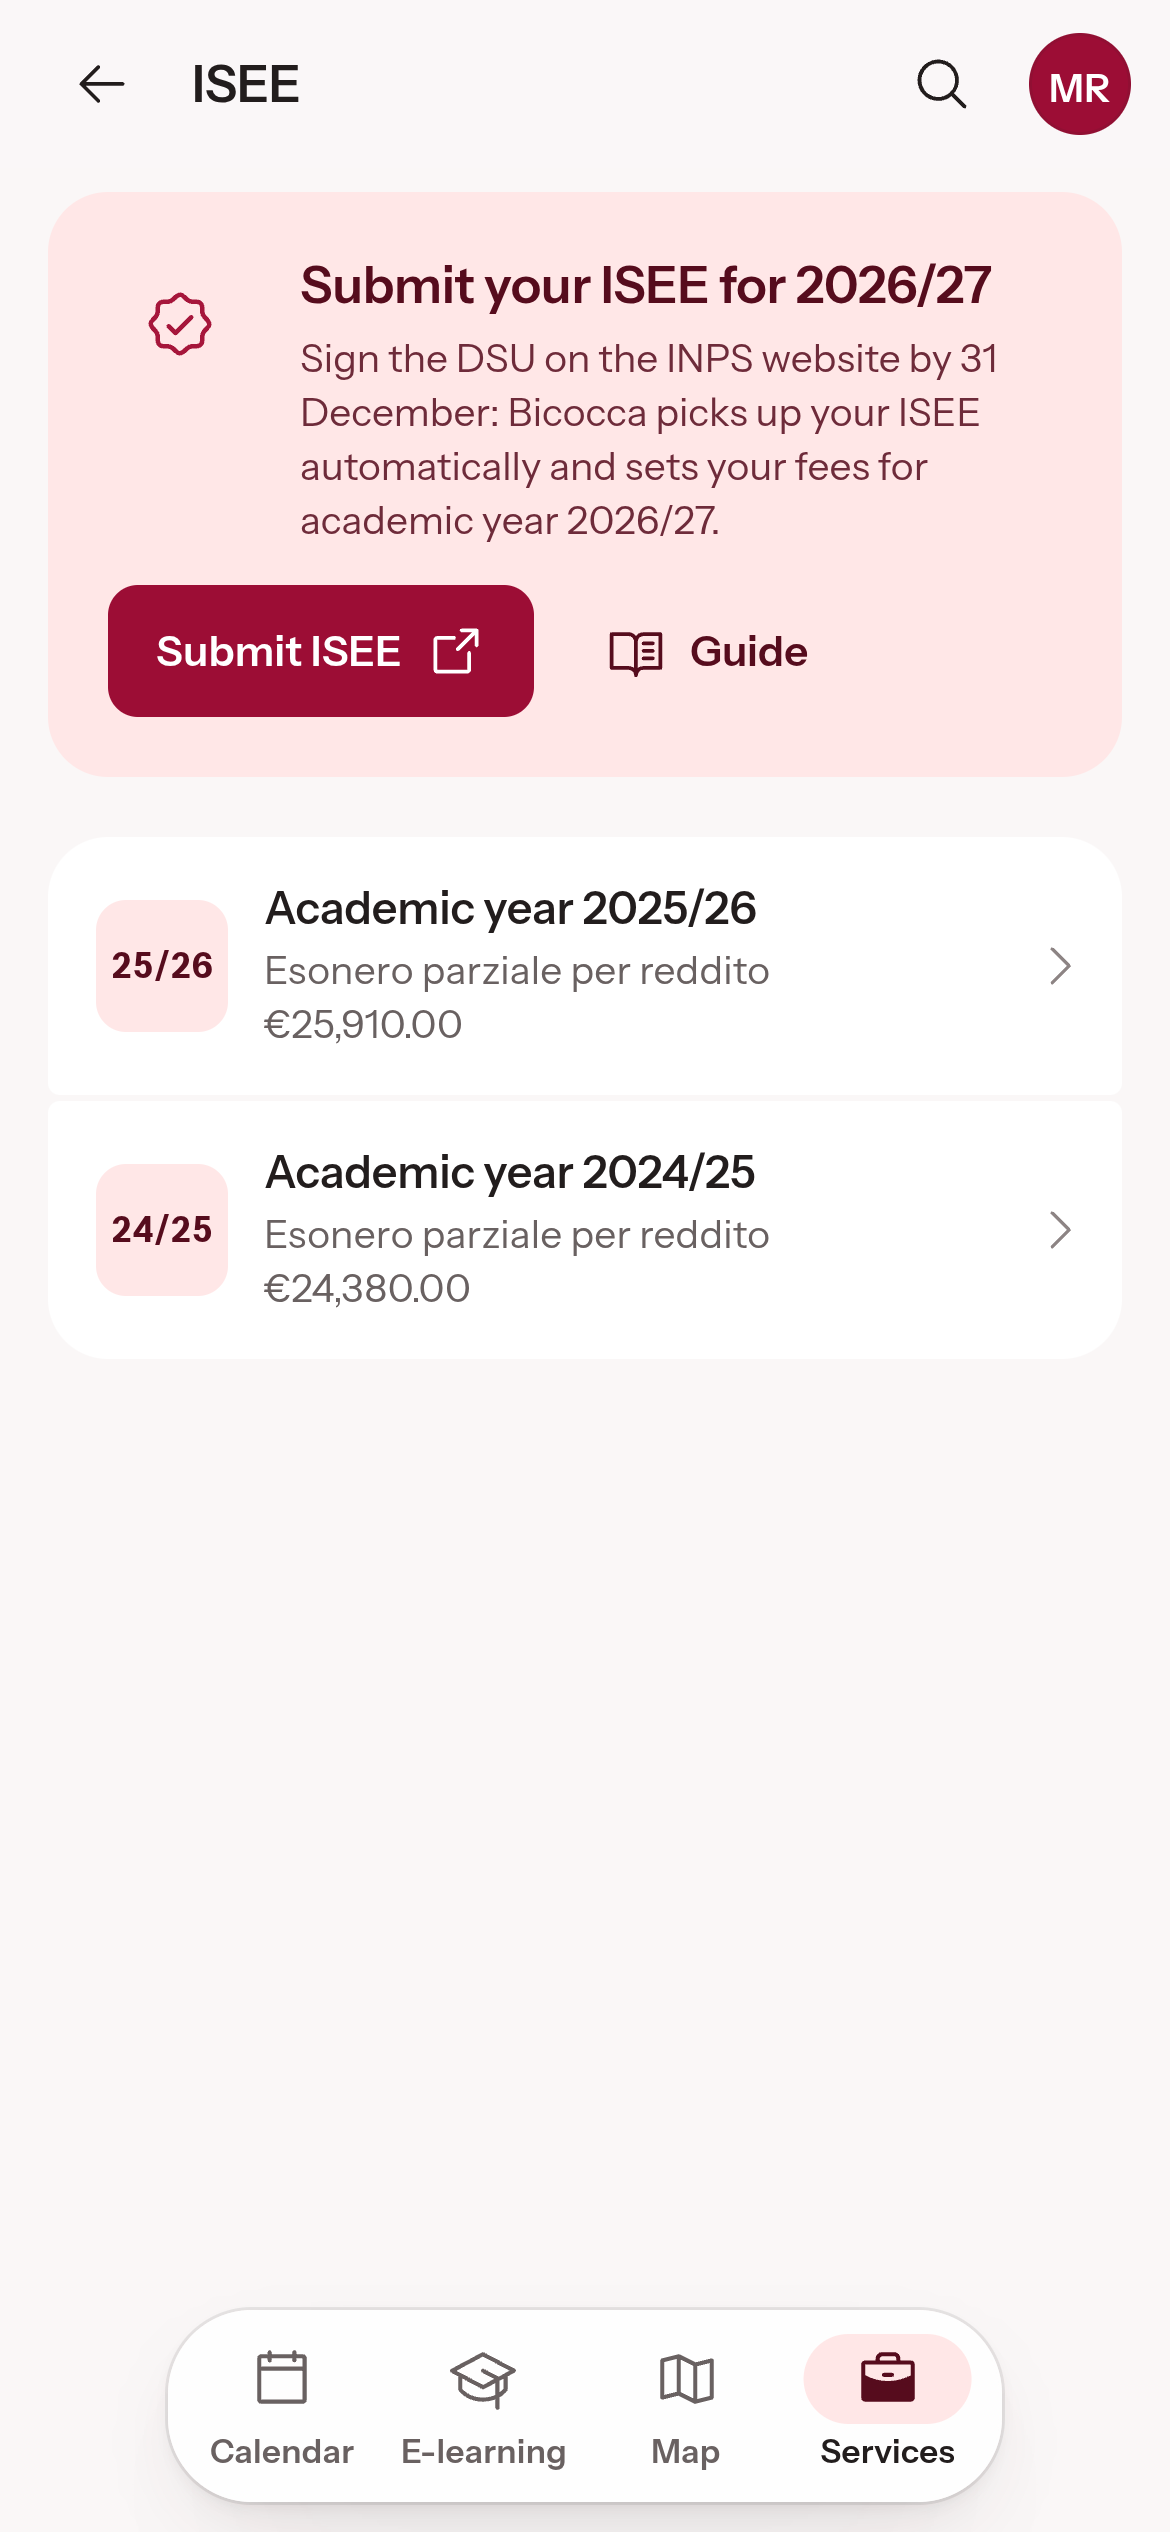 ISEE
MR
Submit your ISEE for 2026/27
Sign the DSU on the INPS website by 31
December: Bicocca picks up your ISEE
automatically and sets your fees for
academic year 2026/27.
Submit ISEE
Guide
25/26
Academic year 2025/26
Esonero parziale per reddito
€25,910.00
24/25
Academic year 2024/25
Esonero parziale per reddito
€24,380.00
Calendar
E-learning
Map
Services